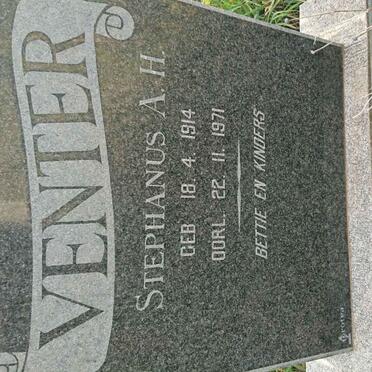 VENTER
STEPHANUS A. H.
GEB 18. 4. 1914
OORL. 22. 11. 1971
BETTIE EN KINDERS